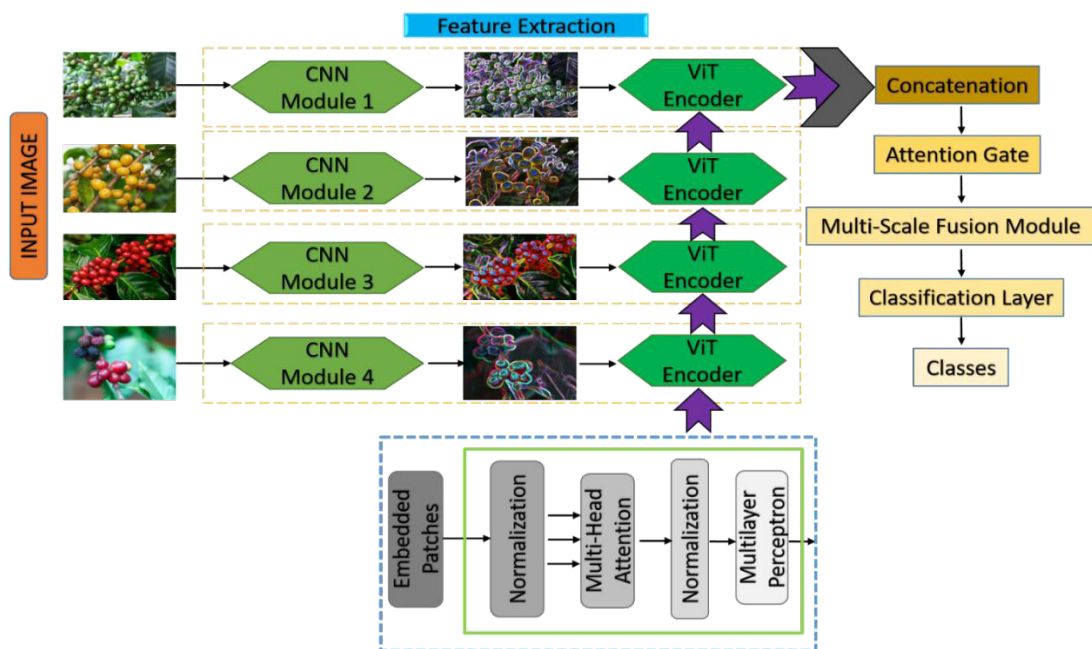 Feature Extraction
INPUT IMAGE
CNN
Module 1
ViT
Encoder
CNN
Module 2
ViT
Encoder
CNN
Module 3
ViT
Encoder
CNN
Module 4
ViT
Encoder
Concatenation
Attention Gate
Multi-Scale Fusion Module
Classification Layer
Classes
Embedded
Patches
Normalization
Multi-Head
Attention
Normalization
Multilayer
Perceptron